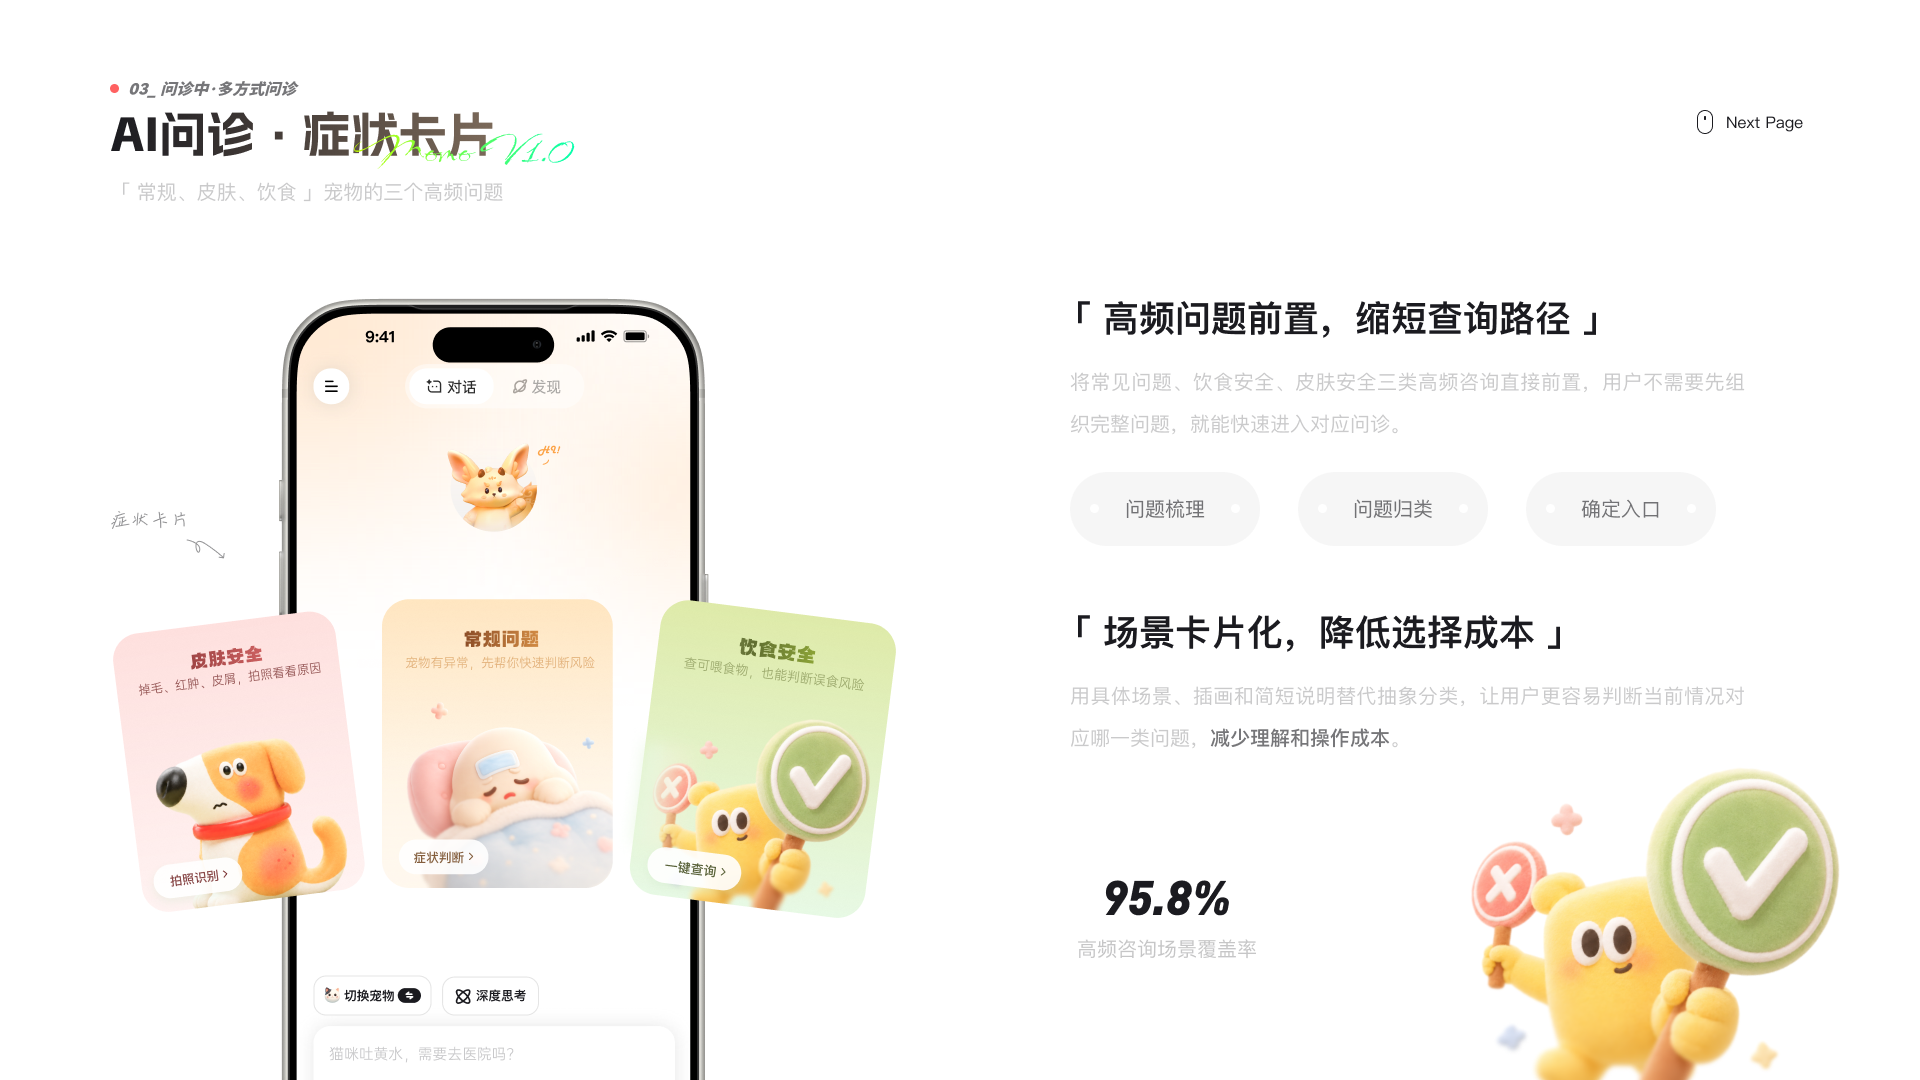 03_ 问诊中·多方式问诊
AI问诊 · 症状卡片
Momo V1.0
「 常规、皮肤、饮食 」宠物的三个高频问题
Next Page
9:41
对话
发现
Hi!
症状卡片
皮肤安全
掉毛、红肿、皮屑，拍照看看原因
拍照识别
常规问题
宠物有异常，先帮你快速判断风险
症状判断
饮食安全
查可喂食物，也能判断误食风险
一键查询
切换宠物
深度思考
猫咪吐黄水，需要去医院吗？
「 高频问题前置，缩短查询路径 」
将常见问题、饮食安全、皮肤安全三类高频咨询直接前置，用户不需要先组
织完整问题，就能快速进入对应问诊。
问题梳理
问题归类
确定入口
「 场景卡片化，降低选择成本 」
用具体场景、插画和简短说明替代抽象分类，让用户更容易判断当前情况对
应哪一类问题，减少理解和操作成本。
95.8%
高频咨询场景覆盖率